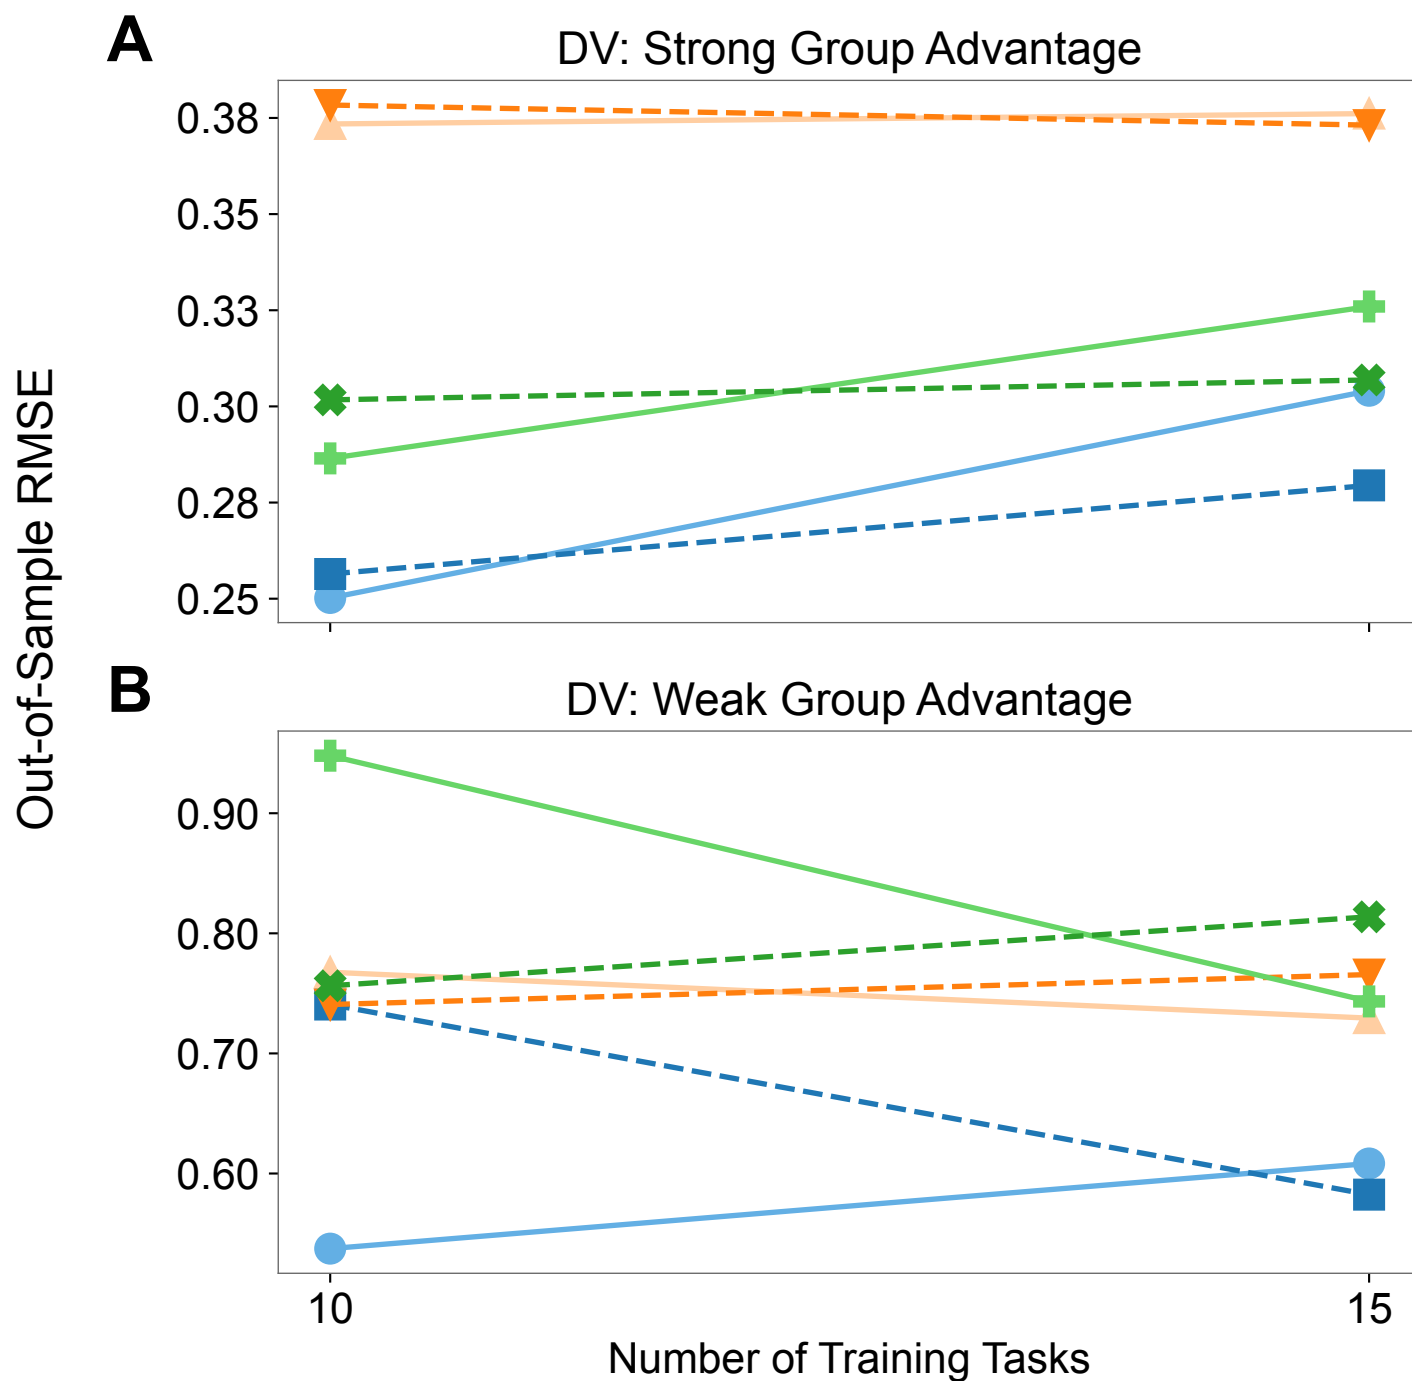 A
DV: Strong Group Advantage
0.38
0.35
0.33
0.30
0.28
0.25
Out-of-Sample RMSE
B
DV: Weak Group Advantage
0.90
0.80
0.70
0.60
10
15
Number of Training Tasks